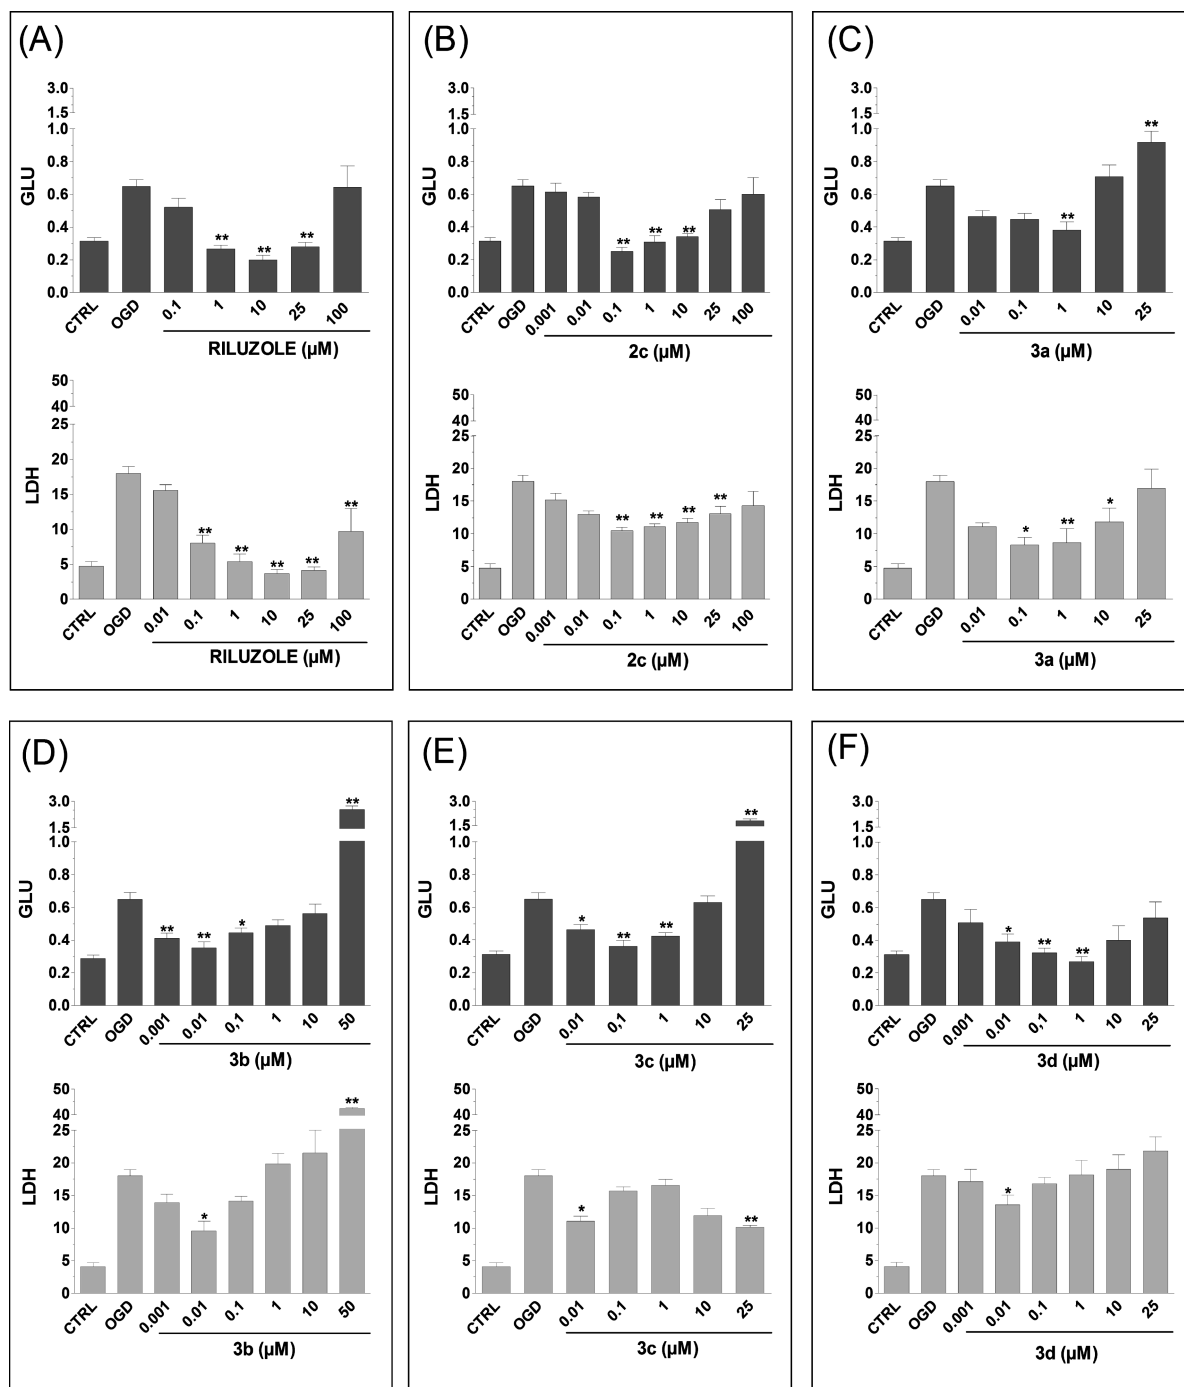 (A)
GLU
3.0
1.5
1.0
0.8
0.6
0.4
0.2
0.0
** ** **
CTRL OGD 0.1 1 10 25 100
RILUZOLE (µM)
LDH
50
40
25
20
15
10
5
0
** ** ** ** **
CTRL OGD 0.01 0.1 1 10 25 100
RILUZOLE (µM)
(B)
GLU
3.0
1.5
1.0
0.8
0.6
0.4
0.2
0.0
** ** **
CTRL OGD 0.001 0.01 0.1 1 10 25 100
2c (µM)
LDH
50
40
25
20
15
10
5
0
** ** ** **
CTRL OGD 0.001 0.01 0.1 1 10 25 100
2c (µM)
(C)
GLU
3.0
1.5
1.0
0.8
0.6
0.4
0.2
0.0
** **
CTRL OGD 0.01 0.1 1 10 25
3a (µM)
LDH
50
40
25
20
15
10
5
0
* ** *
CTRL OGD 0.01 0.1 1 10 25
3a (µM)
(D)
GLU
3.0
1.5
1.0
0.8
0.6
0.4
0.2
0.0
** ** * **
CTRL OGD 0.001 0.01 0,1 1 10 50
3b (µM)
LDH
50
40
25
20
15
10
5
0
* **
CTRL OGD 0.001 0.01 0.1 1 10 50
3b (µM)
(E)
GLU
3.0
1.5
1.0
0.8
0.6
0.4
0.2
0.0
* ** ** **
CTRL OGD 0.01 0,1 1 10 25
3c (µM)
LDH
50
40
25
20
15
10
5
0
* **
CTRL OGD 0.01 0.1 1 10 25
3c (µM)
(F)
GLU
3.0
1.5
1.0
0.8
0.6
0.4
0.2
0.0
* ** **
CTRL OGD 0.001 0.01 0,1 1 10 25
3d (µM)
LDH
50
40
25
20
15
10
5
0
*
CTRL OGD 0.001 0.01 0.1 1 10 25
3d (µM)